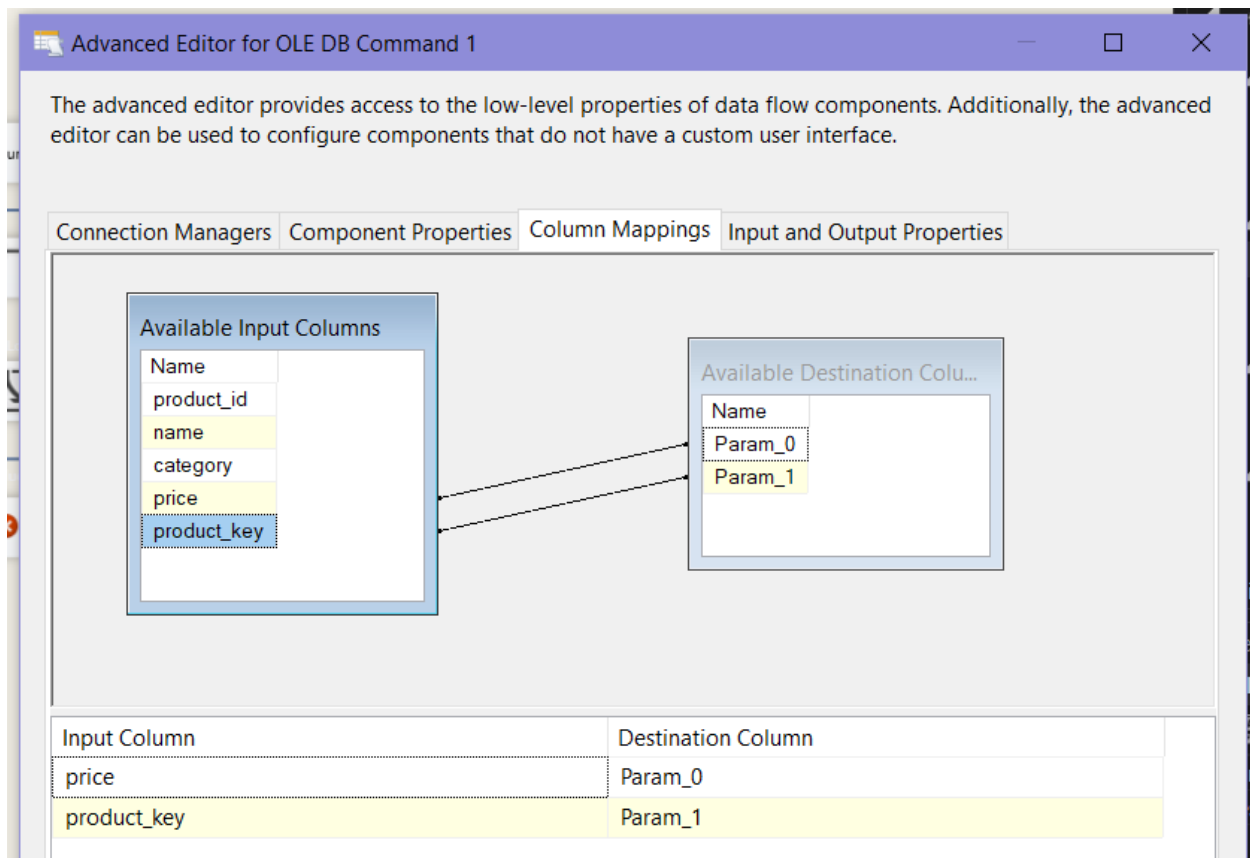 Advanced Editor for OLE DB Command 1
The advanced editor provides access to the low-level properties of data flow components. Additionally, the advanced
editor can be used to configure components that do not have a custom user interface.
Connection Managers Component Properties Column Mappings Input and Output Properties
Available Input Columns
Name
product_id
name
category
price
product_key
Available Destination Colu...
Name
Param_0
Param_1
Input Column Destination Column
price Param_0
product_key Param_1